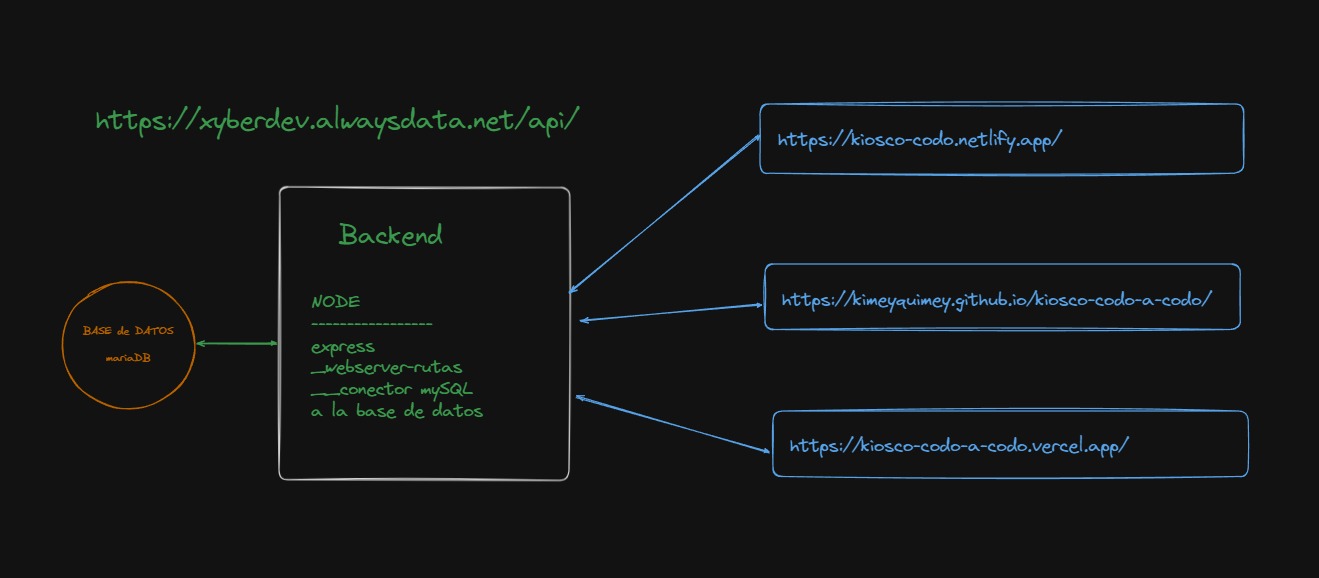 https://xyberdev.alwaysdata.net/api/
Backend
NODE
-----------------
express
_webserver-rutas
___conector mySQL
a la base de datos
BASE de DATOS
mariaDB
https://kiosco-codo.netlify.app/
https://kimeyquimey.github.io/kiosco-codo-a-codo/
https://kiosco-codo-a-codo.vercel.app/